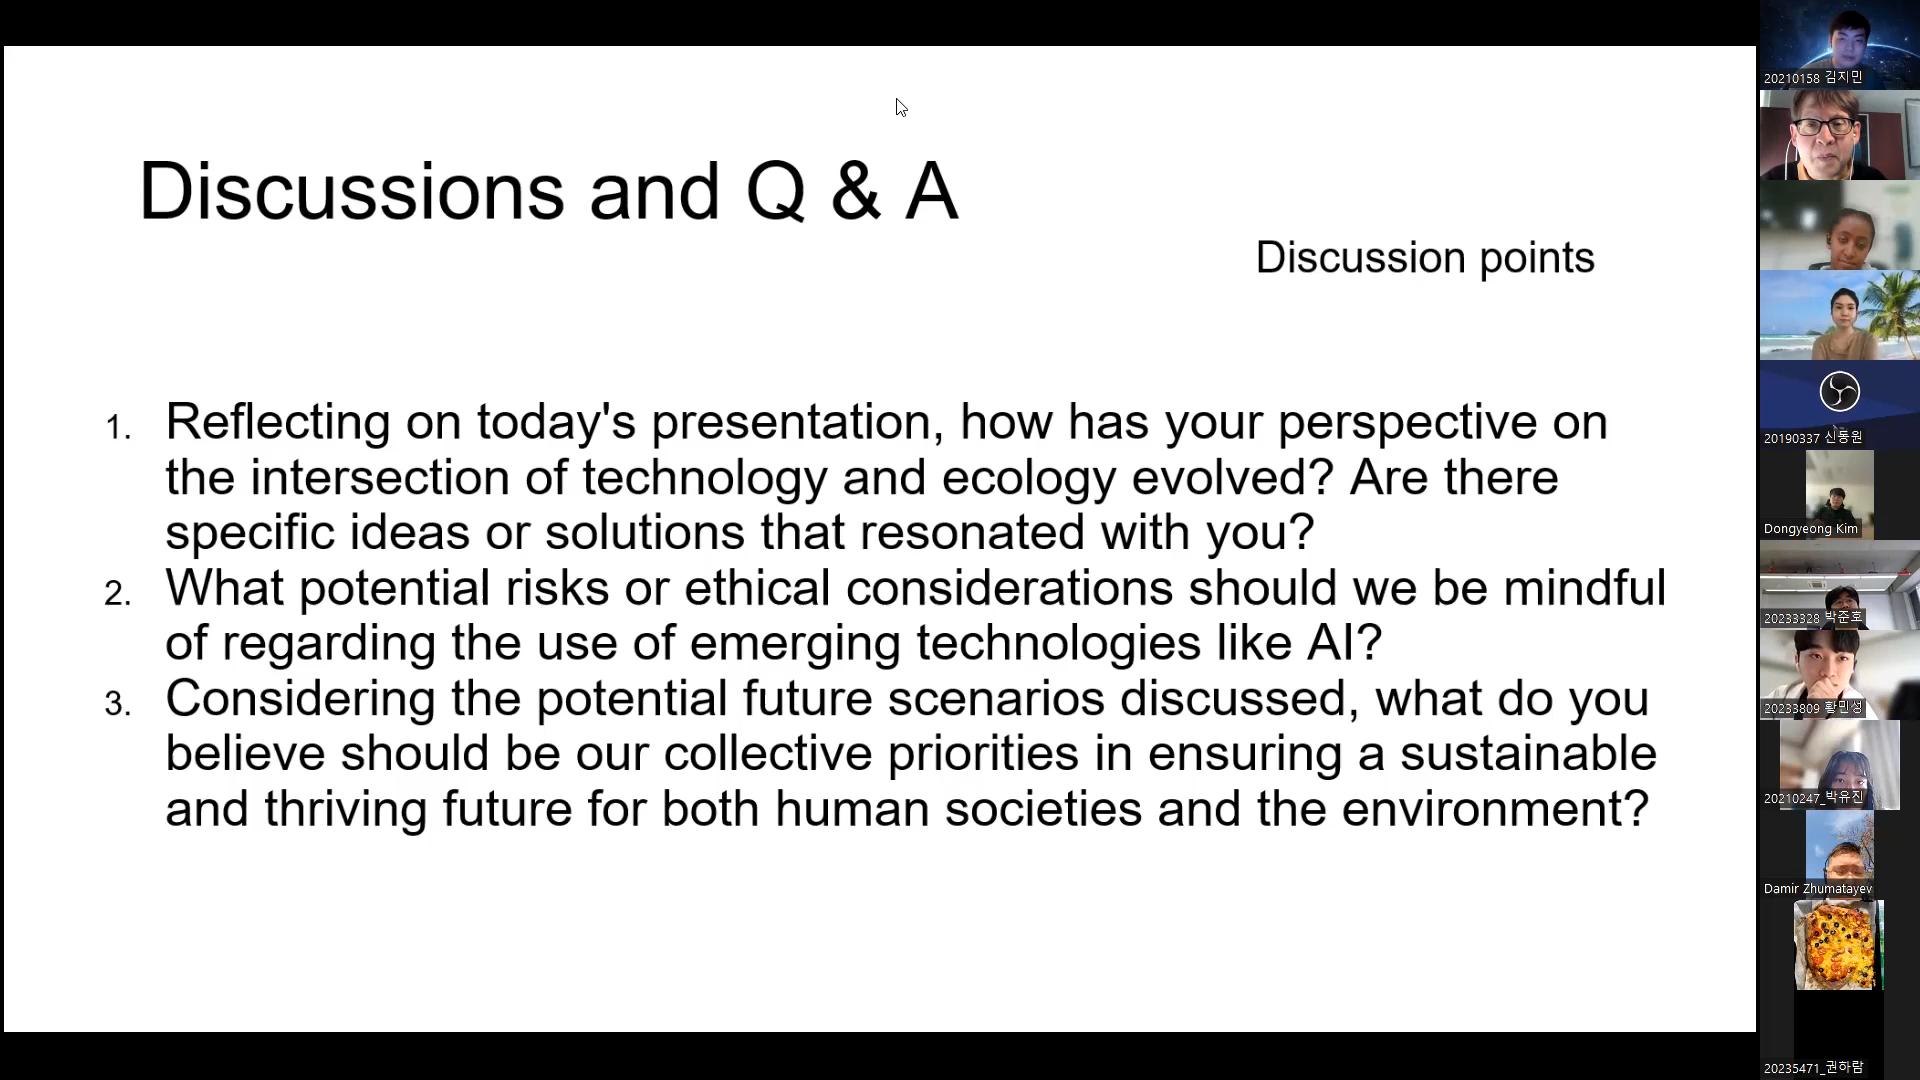 Discussions and Q & A
Discussion points
1. Reflecting on today's presentation, how has your perspective on
the intersection of technology and ecology evolved? Are there
specific ideas or solutions that resonated with you?
2. What potential risks or ethical considerations should we be mindful
of regarding the use of emerging technologies like AI?
3. Considering the potential future scenarios discussed, what do you
believe should be our collective priorities in ensuring a sustainable
and thriving future for both human societies and the environment?
20210158 김지민
20190337 신동원
Dongyeong Kim
20233328 박준호
20233809 황민성
20210247_박유진
Damir Zhumatayev
20235471_권하람